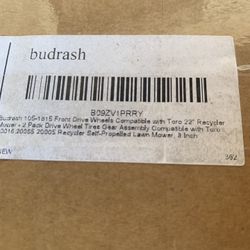 budrash
B09ZV1PRRY
Budrash 105-1815 Front Drive Wheels Compatible with Toro 22" Recycler
Mower - 2 Pack Drive Wheel Tires Gear Assembly Compatible with Toro
20016 20065 20005 Recycler Self-Propelled Lawn Mower, 8 Inch
NEW
362